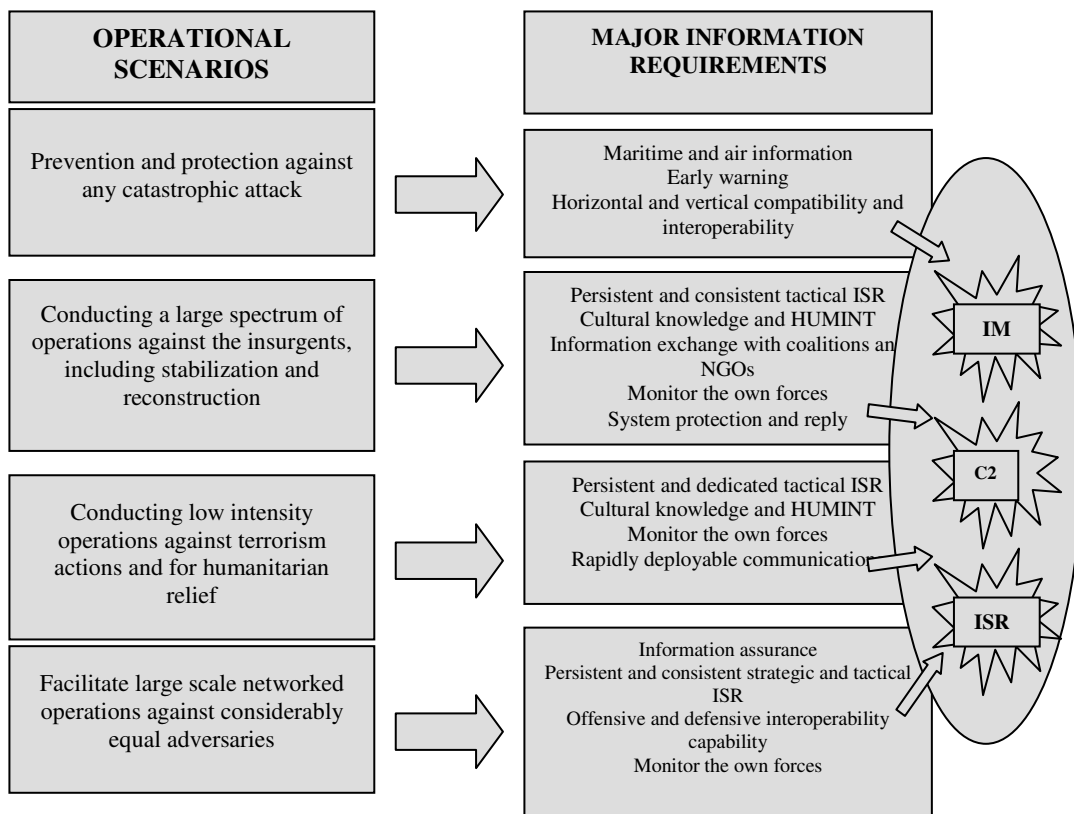 OPERATIONAL
SCENARIOS
MAJOR INFORMATION
REQUIREMENTS
Prevention and protection against
any catastrophic attack
Maritime and air information
Early warning
Horizontal and vertical compatibility and
interoperability
Conducting a large spectrum of
operations against the insurgents,
including stabilization and
reconstruction
Persistent and consistent tactical ISR
Cultural knowledge and HUMINT
Information exchange with coalitions an
NGOs
Monitor the own forces
System protection and reply
Conducting low intensity
operations against terrorism
actions and for humanitarian
relief
Persistent and dedicated tactical ISR
Cultural knowledge and HUMINT
Monitor the own forces
Rapidly deployable communication
Facilitate large scale networked
operations against considerably
equal adversaries
Information assurance
Persistent and consistent strategic and tactical
ISR
Offensive and defensive interoperability
capability
Monitor the own forces
IM
C2
ISR